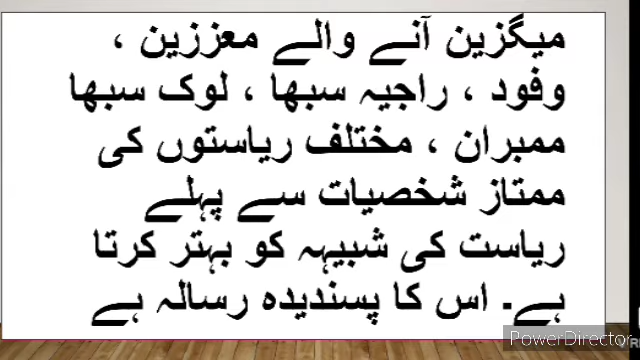 میگزین آنے والے معززین ،
وفود ، راجیہ سبھا ، لوک سبھا
ممبران ، مختلف ریاستوں کی
ممتاز شخصیات سے پہلے
ریاست کی شبیہہ کو بہتر کرتا
ہے۔ اس کا پسندیدہ رسالہ ہے
PowerDirector